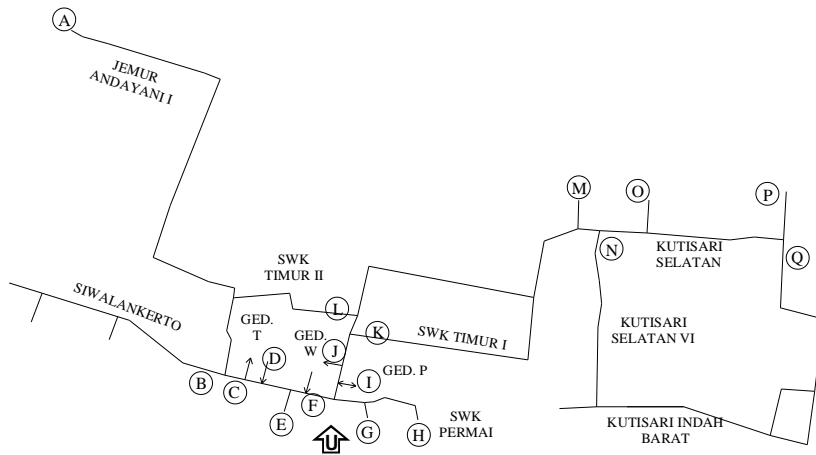 A
JEMUR
ANDAYANI I
M
O
P
N
KUTISARI
SELATAN
Q
SWK
TIMUR II
SIWALANKERTO
L
GED.
T
GED.
W
K
SWK TIMUR I
KUTISARI
SELATAN VI
J
D
I
GED. P
B
C
E
F
G
H
SWK
PERMAI
KUTISARI INDAH
BARAT
U